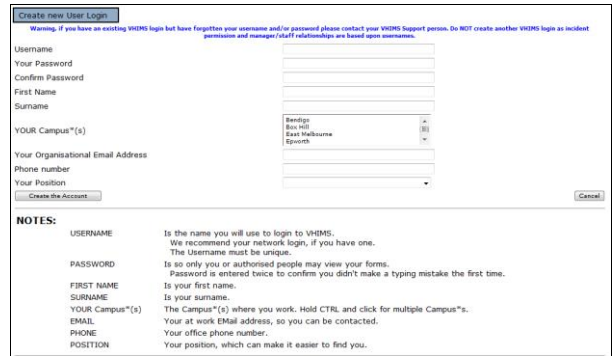 Create new User Login
Warning, if you have an existing VHIMS login but have forgotten your username and/or password please contact your VHIMS Support person. Do NOT create another VHIMS login as incident
permission and manager/staff relationships are based upon usernames.
Username
Your Password
Confirm Password
First Name
Surname
YOUR Campus"(s)
Bendigo
Box Hill
East Melbourne
Epworth
Your Organisational Email Address
Phone number
Your Position
Create the Account
Cancel
NOTES:
USERNAME Is the name you will use to login to VHIMS.
We recommend your network login, if you have one.
The Username must be unique.
PASSWORD Is so only you or authorised people may view your forms.
Password is entered twice to confirm you didn't make a typing mistake the first time.
FIRST NAME Is your first name.
SURNAME Is your surname.
YOUR Campus"(s) The Campus"(s) where you work. Hold CTRL and click for multiple Campus"s.
EMAIL Your at work EMail address, so you can be contacted.
PHONE Your office phone number.
POSITION Your position, which can make it easier to find you.